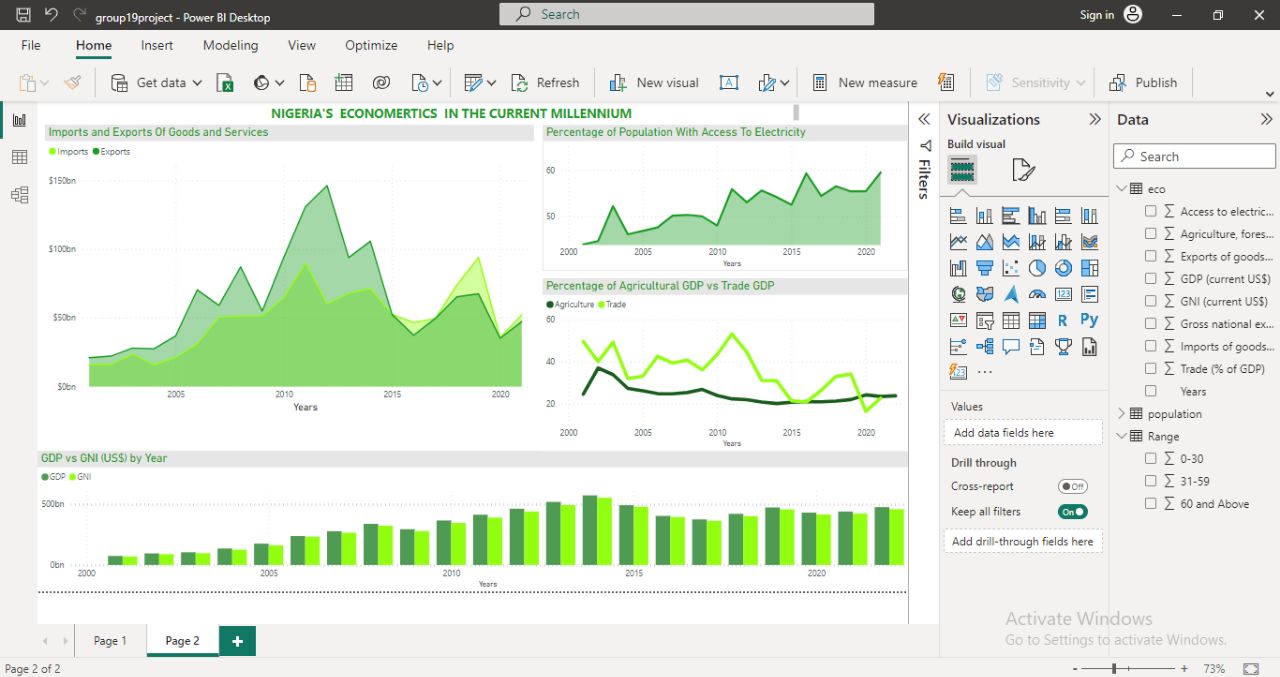 group19project - Power BI Desktop
Search
Sign in
File Home Insert Modeling View Optimize Help
Get data
Refresh
New visual
A
New measure
Sensitivity
Publish
NIGERIA'S ECONOMERTICS IN THE CURRENT MILLENNIUM
Imports and Exports Of Goods and Services
Imports Exports
$150bn
$100bn
$50bn
$0bn
2005 2010 2015 2020
Years
Percentage of Population With Access To Electricity
60
50
2000 2005 2010 2015 2020
Years
Percentage of Agricultural GDP vs Trade GDP
Agriculture Trade
60
40
20
2000 2005 2010 2015 2020
Years
GDP vs GNI (US$) by Year
GDP GNI
500bn
0bn
2000 2005 2010 2015 2020
Years
Filters
Visualizations
Build visual
123
R Py
123
...
Values
Add data fields here
Drill through
Cross-report
Off
Keep all filters
On
Add drill-through fields here
Data
Search
eco
Access to electric...
Agriculture, fores...
Exports of goods...
GDP (current US$)
GNI (current US$)
Gross national ex...
Imports of goods...
Trade (% of GDP)
Years
population
Range
0-30
31-59
60 and Above
Activate Windows
Go to Settings to activate Windows.
Page 1 Page 2 +
Page 2 of 2
- + 73%